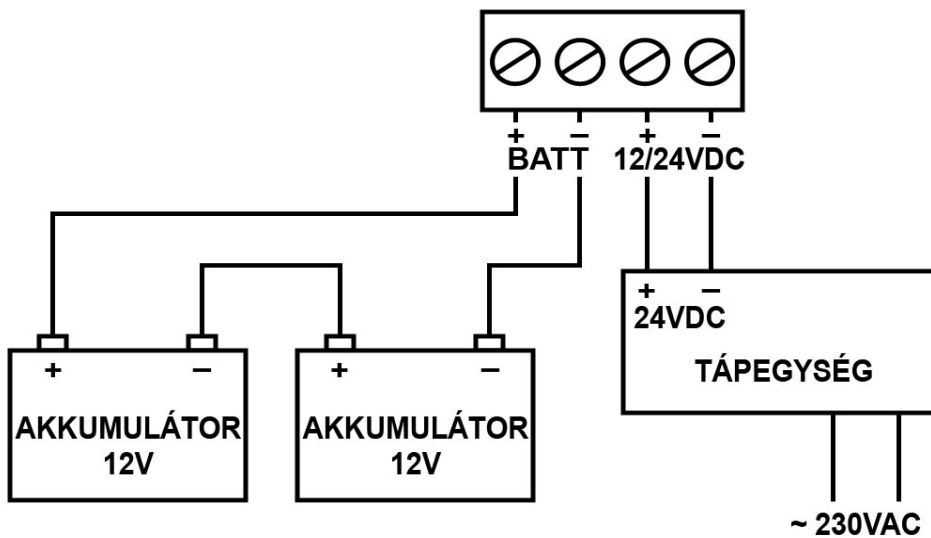 + − + −
BATT 12/24VDC
+ −
24VDC
TÁPEGYSÉG
+ − + −
AKKUMULÁTOR AKKUMULÁTOR
12V 12V
~ 230VAC